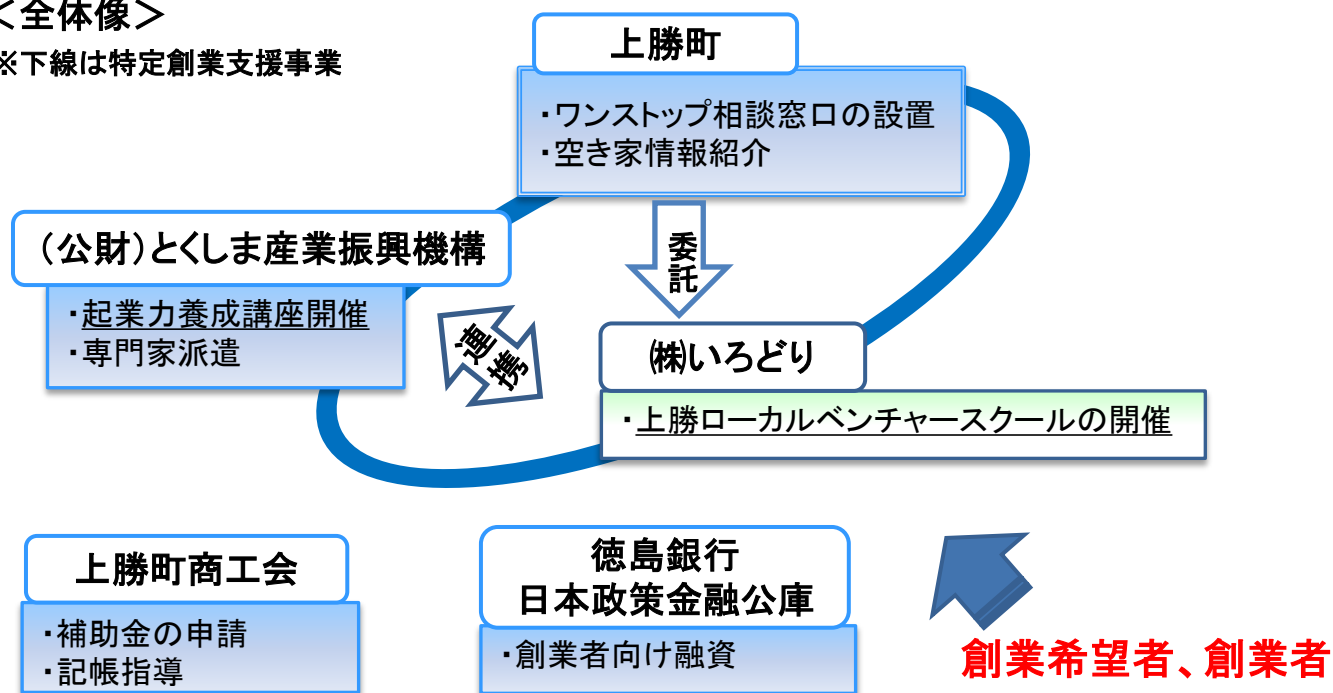 ＜全体像＞
※下線は特定創業支援事業
上勝町
・ワンストップ相談窓口の設置
・空き家情報紹介
（公財）とくしま産業振興機構
・起業力養成講座開催
・専門家派遣
委託
連携
㈱いろどり
・上勝ローカルベンチャースクールの開催
上勝町商工会
・補助金の申請
・記帳指導
徳島銀行
日本政策金融公庫
・創業者向け融資
創業希望者、創業者